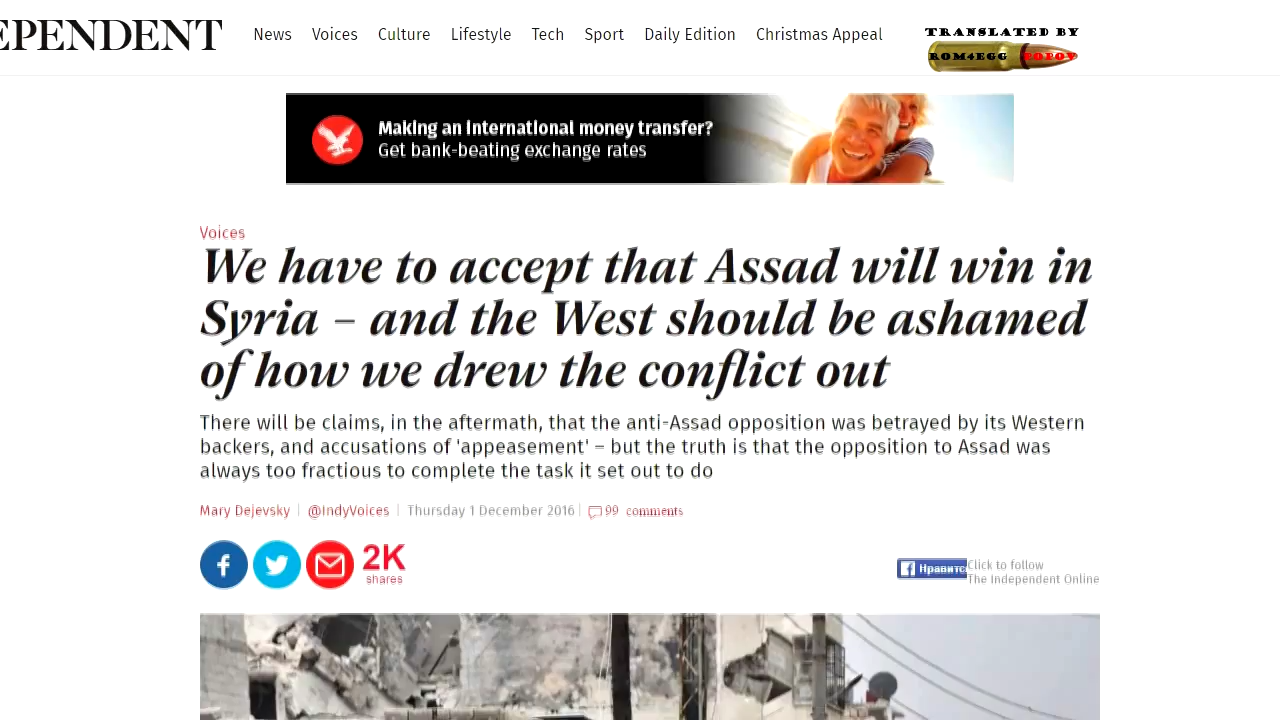 EPENDENT
News Voices Culture Lifestyle Tech Sport Daily Edition Christmas Appeal
TRANSLATED BY
ROM4EGG POPOV
Making an international money transfer?
Get bank-beating exchange rates
Voices
We have to accept that Assad will win in
Syria – and the West should be ashamed
of how we drew the conflict out
There will be claims, in the aftermath, that the anti-Assad opposition was betrayed by its Western
backers, and accusations of 'appeasement' – but the truth is that the opposition to Assad was
always too fractious to complete the task it set out to do
Mary Dejevsky | @IndyVoices | Thursday 1 December 2016 | 99 comments
2K
shares
Нравится
Click to follow
The Independent Online